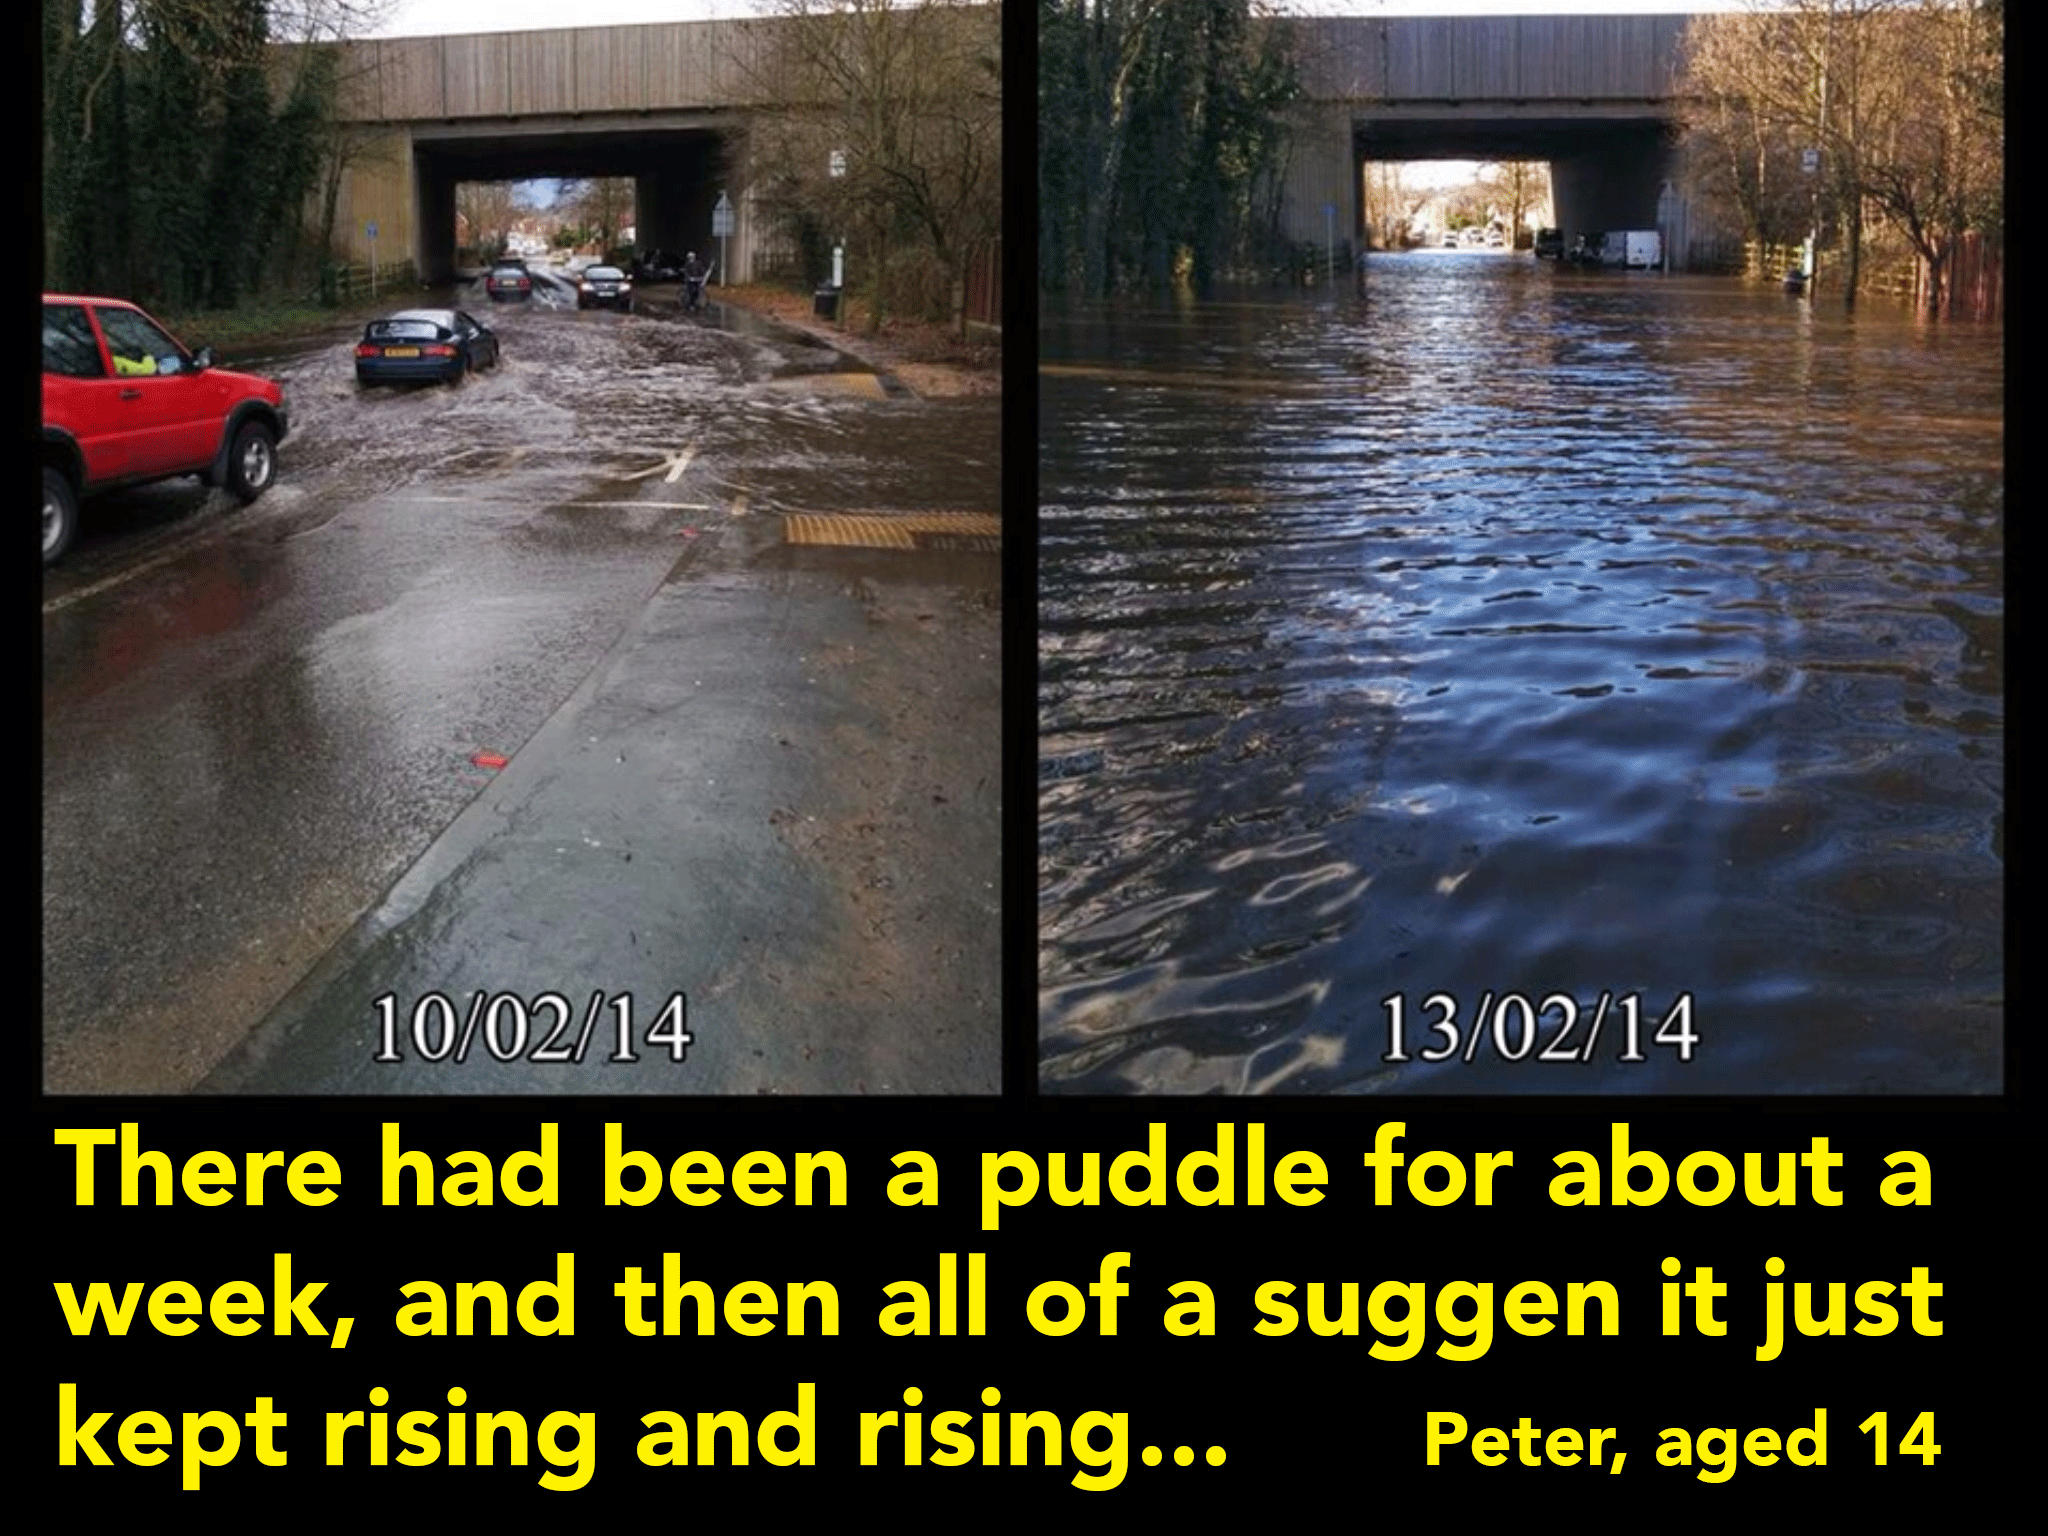 10/02/14
13/02/14
There had been a puddle for about a
week, and then all of a suggen it just
kept rising and rising...
Peter, aged 14